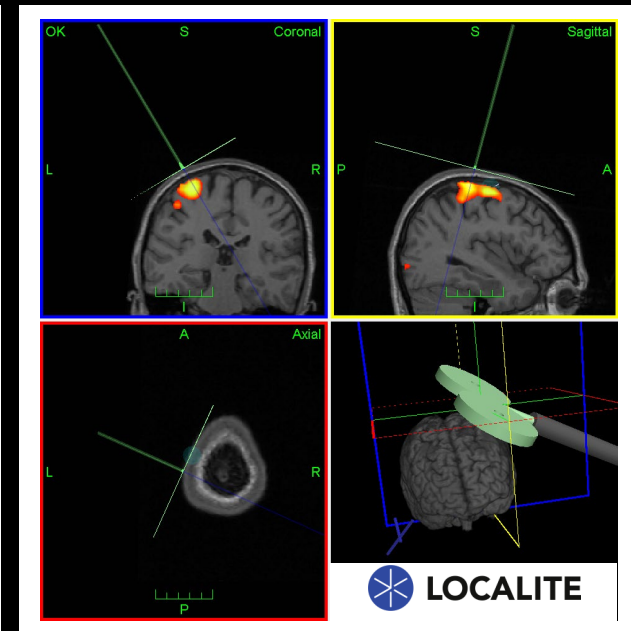 OK S Coronal
L R
I
S Sagittal
P A
I
A Axial
L R
P
LOCALITE